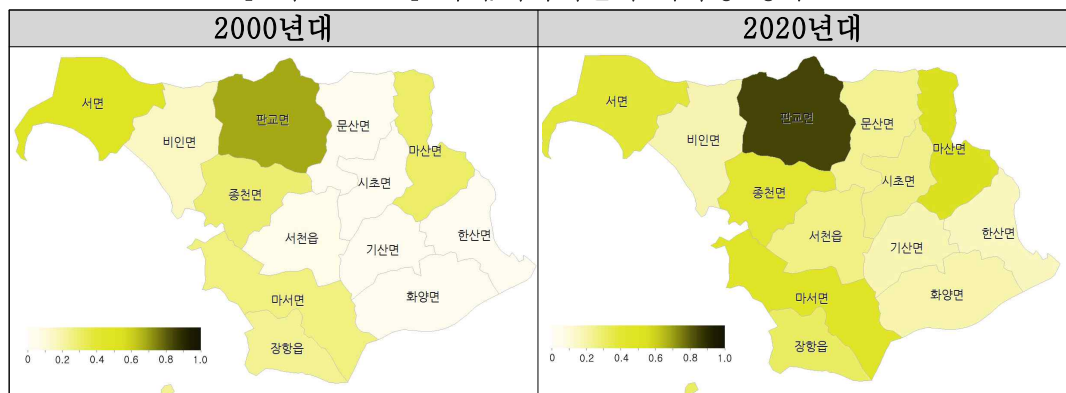 2000년대
2020년대
서면
비인면
판교면
문산면
마산면
종천면
시초면
서천읍
기산면
한산면
마서면
화양면
장항읍
0 0.2 0.4 0.6 0.8 1.0
서면
비인면
판교면
문산면
마산면
종천면
시초면
서천읍
기산면
한산면
마서면
화양면
장항읍
0 0.2 0.4 0.6 0.8 1.0